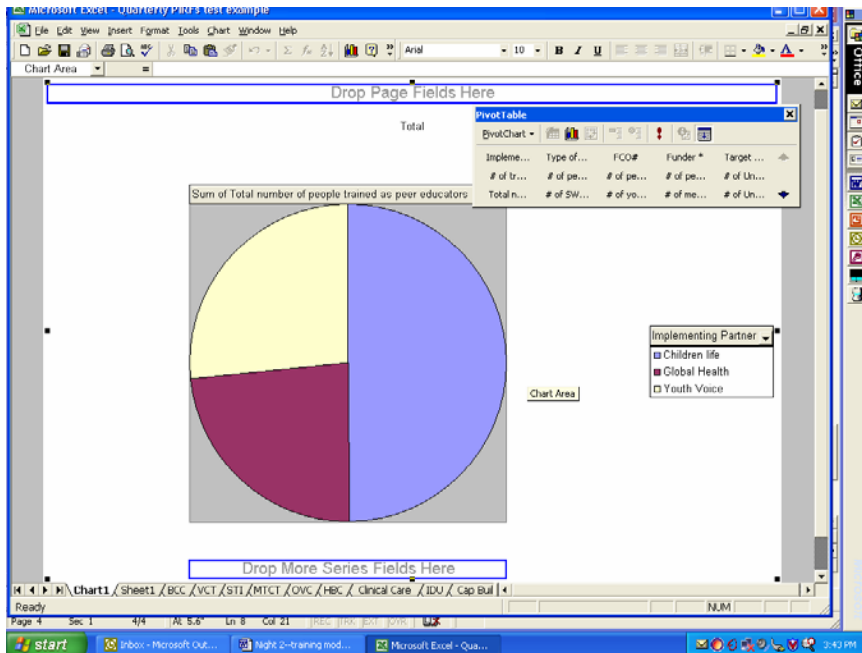 Microsoft Excel - Quarterly Pilots test example
File Edit View Insert Format Tools Chart Window Help
Arial 10 B I U
Chart Area =
Drop Page Fields Here
Total
PivotTable
PivotChart
Impleme... Type of... FCO# Funder * Target ...
# of tr... # of pe... # of pe... # of pe... # of Un...
Total n... # of SW... # of yo... # of me... # of Un...
Sum of Total number of people trained as peer educators
Implementing Partner
Children life
Global Health
Youth Voice
Chart Area
Drop More Series Fields Here
Chart1 / Sheet1 / BCC / VCT / STI / MTCT / OVC / HBC / Clinical Care / IDU / Cap Buil
Ready NUM
Page 4 Sec 1 4/4 At 5.6" Ln 8 Col 21 REC TRK EXT OVR
start Inbox - Microsoft Out... Night 2--training mod... Microsoft Excel - Qua... 3:43 PM
Office